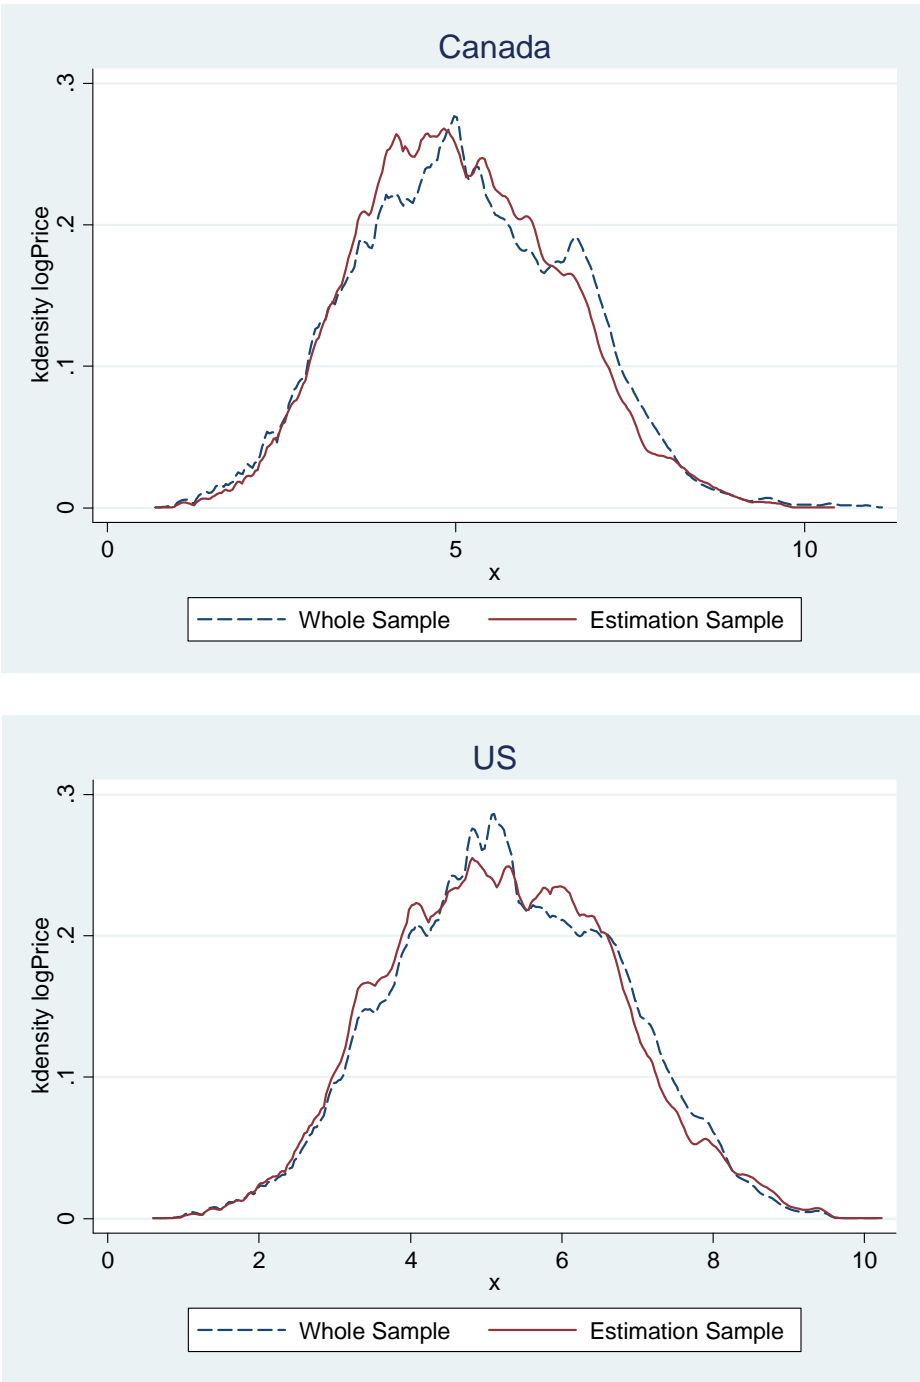 Canada
kdensity logPrice
.3
.2
.1
0
0 5 10
x
Whole Sample Estimation Sample
US
kdensity logPrice
.3
.2
.1
0
0 2 4 6 8 10
x
Whole Sample Estimation Sample